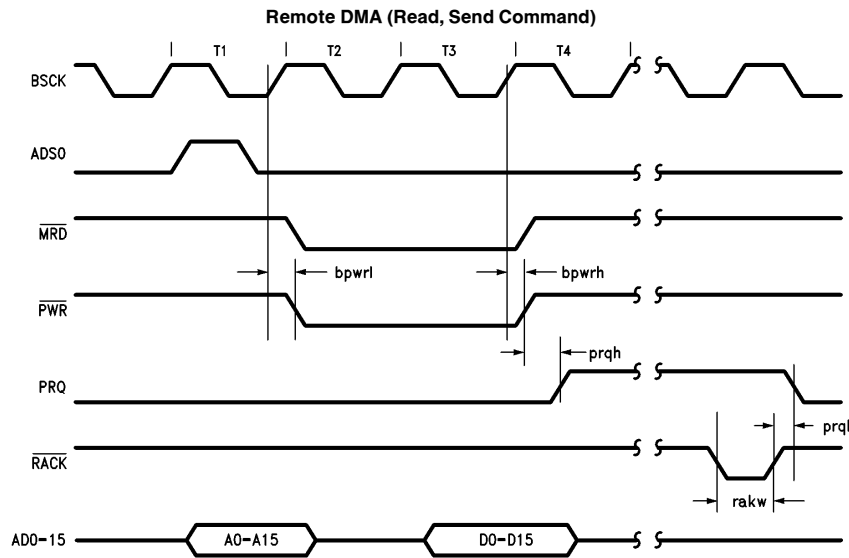 Remote DMA (Read, Send Command)
T1 T2 T3 T4
BSCK
ADS0
MRD
bpwrl bpwrh
PWR
prqh
PRQ
prql
RACK
rakw
AD0-15 A0-A15 D0-D15